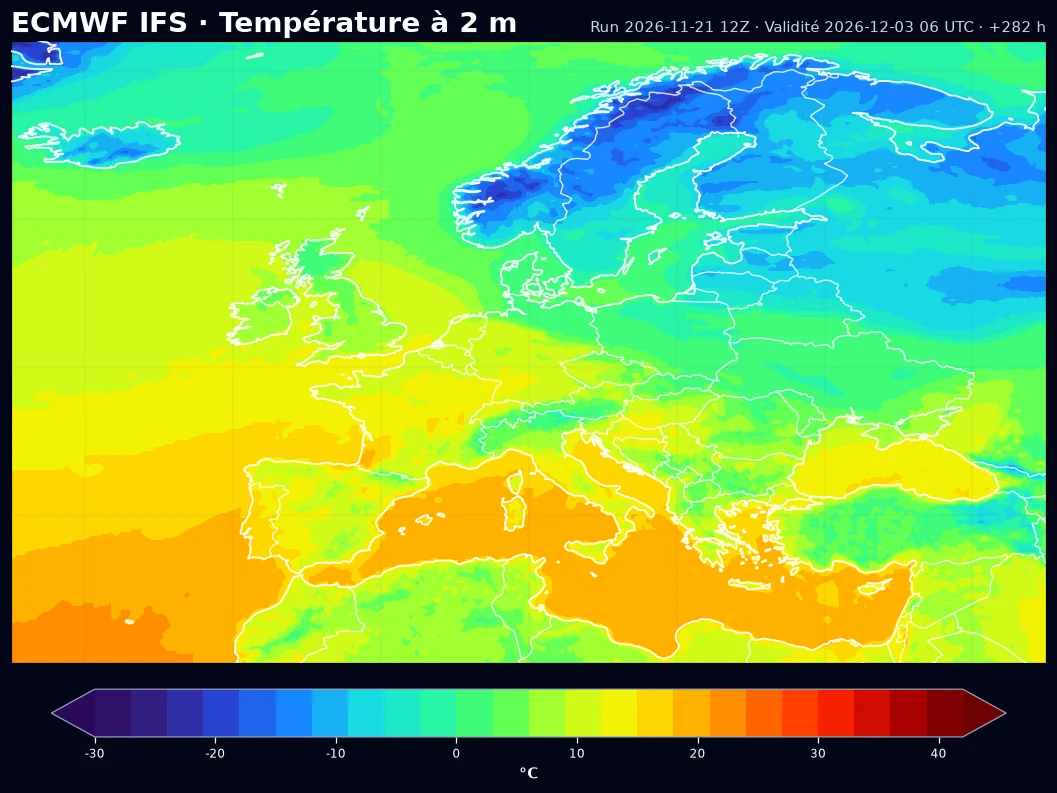 ECMWF IFS · Température à 2 m
Run 2026-11-21 12Z · Validité 2026-12-03 06 UTC · +282 h
-30 -20 -10 0 10 20 30 40
°C